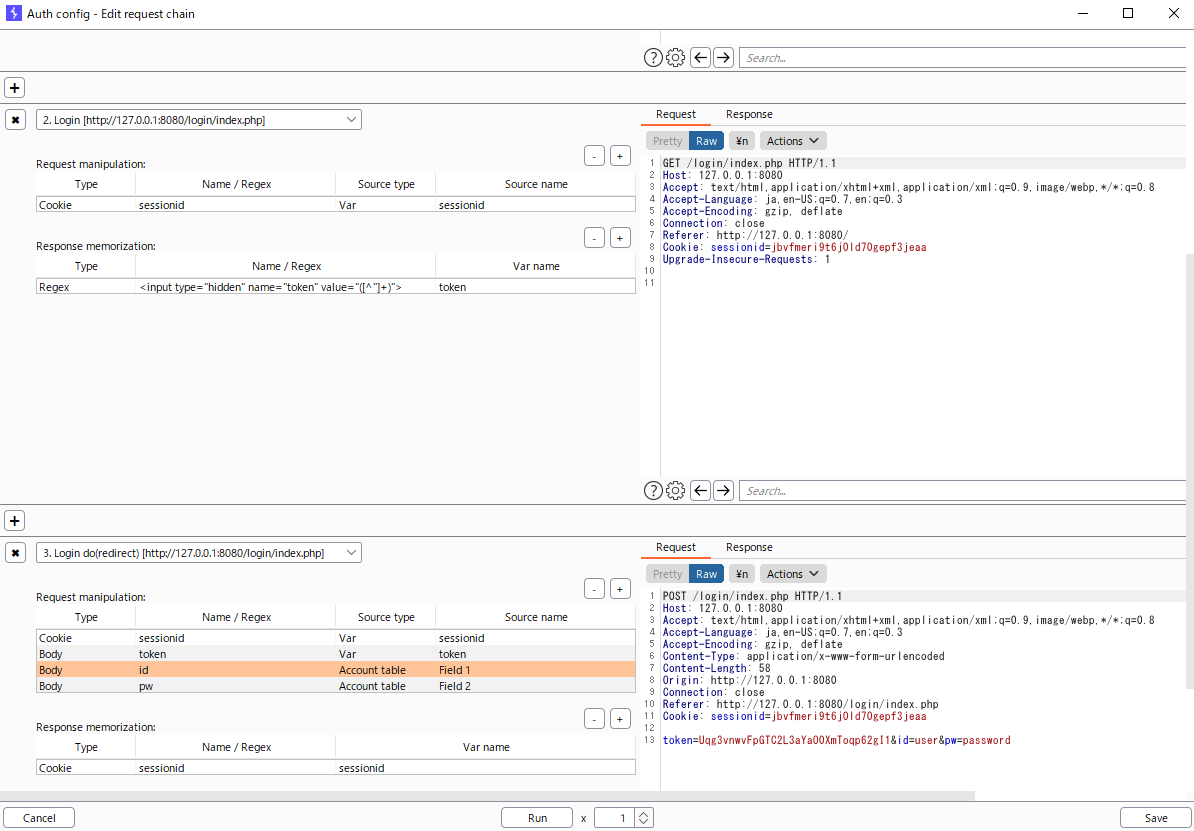 Auth config - Edit request chain
Search...
+
2. Login [http://127.0.0.1:8080/login/index.php]
Request manipulation:
- +
Type Name / Regex Source type Source name
Cookie sessionid Var sessionid
Response memorization:
- +
Type Name / Regex Var name
Regex <input type="hidden" name="token" value="([^"]+)"> token
Request Response
Pretty Raw ¥n Actions
1 GET /login/index.php HTTP/1.1
2 Host: 127.0.0.1:8080
3 Accept: text/html,application/xhtml+xml,application/xml;q=0.9,image/webp,*/*;q=0.8
4 Accept-Language: ja,en-US;q=0.7,en;q=0.3
5 Accept-Encoding: gzip, deflate
6 Connection: close
7 Referer: http://127.0.0.1:8080/
8 Cookie: sessionid=jbvfmeri9t6j0ld70gepf3jeaa
9 Upgrade-Insecure-Requests: 1
10
11
Search...
+
3. Login do(redirect) [http://127.0.0.1:8080/login/index.php]
Request manipulation:
- +
Type Name / Regex Source type Source name
Cookie sessionid Var sessionid
Body token Var token
Body id Account table Field 1
Body pw Account table Field 2
Response memorization:
- +
Type Name / Regex Var name
Cookie sessionid sessionid
Request Response
Pretty Raw ¥n Actions
1 POST /login/index.php HTTP/1.1
2 Host: 127.0.0.1:8080
3 Accept: text/html,application/xhtml+xml,application/xml;q=0.9,image/webp,*/*;q=0.8
4 Accept-Language: ja,en-US;q=0.7,en;q=0.3
5 Accept-Encoding: gzip, deflate
6 Content-Type: application/x-www-form-urlencoded
7 Content-Length: 58
8 Origin: http://127.0.0.1:8080
9 Connection: close
10 Referer: http://127.0.0.1:8080/login/index.php
11 Cookie: sessionid=jbvfmeri9t6j0ld70gepf3jeaa
12
13 token=Uqg3vnwvFpGTC2L3aYa0OXmToqp62gI1&id=user&pw=password
Cancel Run x 1 Save